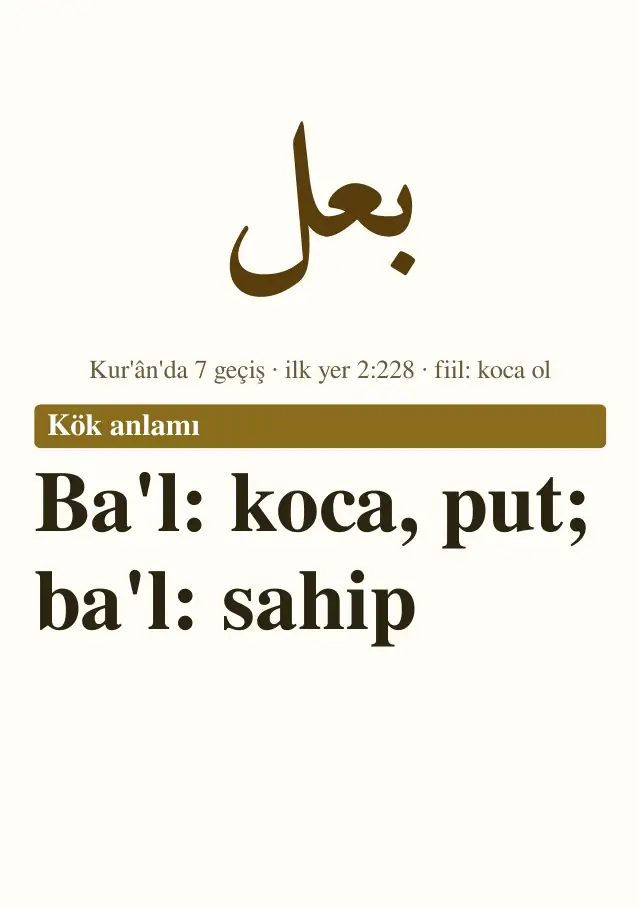 بعل
Kur'ân'da 7 geçiş · ilk yer 2:228 · fiil: koca ol
Kök anlamı
Ba'l: koca, put;
ba'l: sahip